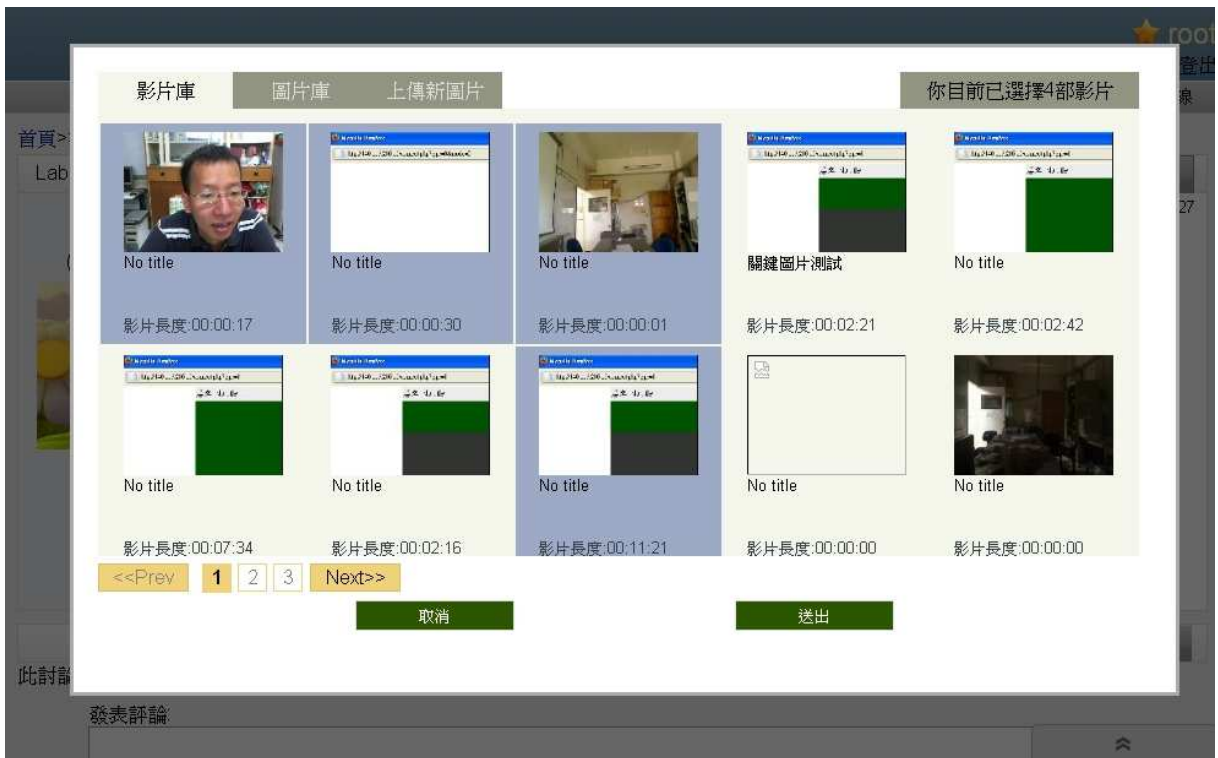 root
登出
影片庫
圖片庫
上傳新圖片
你目前已選擇4部影片
線
首頁>
Lab
27
No title
No title
No title
關鍵圖片測試
No title
影片長度:00:00:17
影片長度:00:00:30
影片長度:00:00:01
影片長度:00:02:21
影片長度:00:02:42
No title
No title
No title
No title
No title
影片長度:00:07:34
影片長度:00:02:16
影片長度:00:11:21
影片長度:00:00:00
影片長度:00:00:00
<<Prev 1 2 3 Next>>
取消
送出
此討論
發表評論: